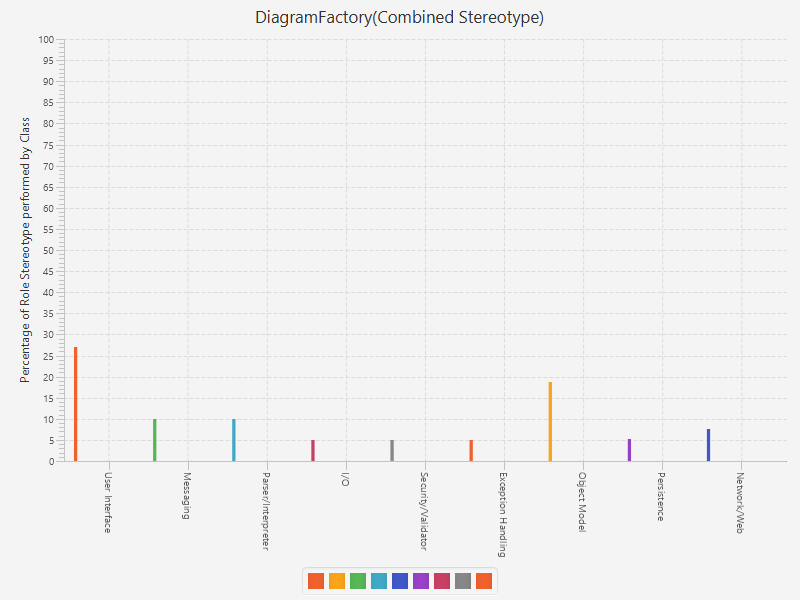 DiagramFactory(Combined Stereotype)
Percentage of Role Stereotype performed by Class
100
95
90
85
80
75
70
65
60
55
50
45
40
35
30
25
20
15
10
5
0
User Interface
Messaging
Parser/Interpreter
I/O
Security/Validator
Exception Handling
Object Model
Persistence
Network/Web